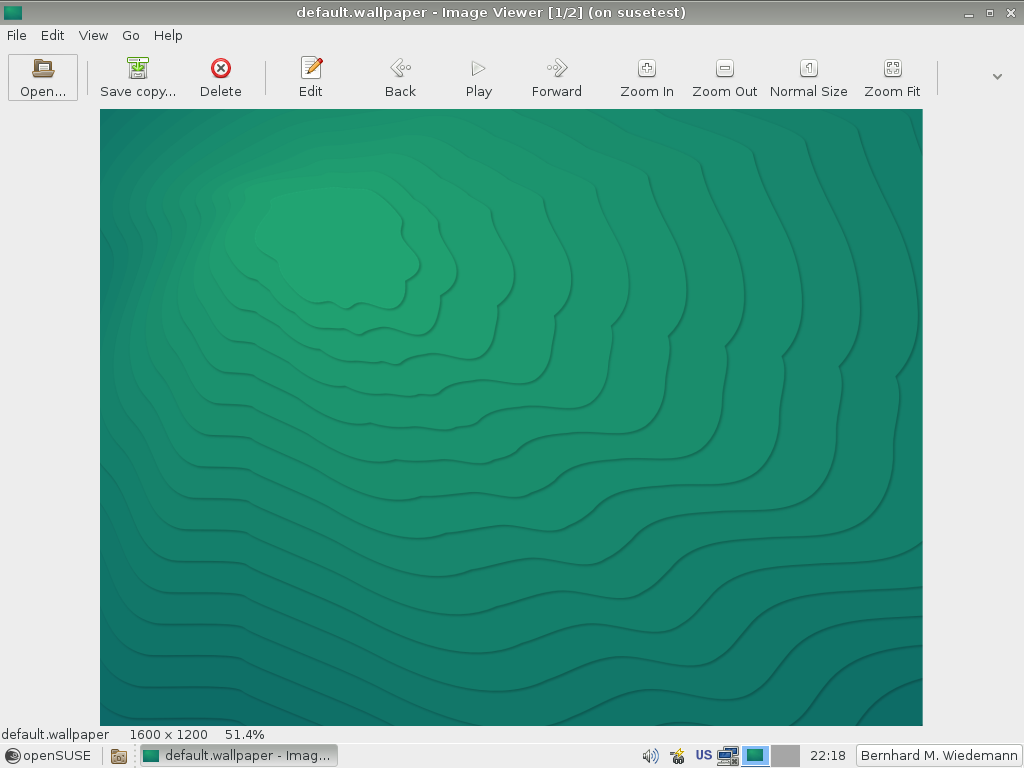 default.wallpaper - Image Viewer [1/2] (on susetest)
File Edit View Go Help
Open... Save copy... Delete Edit Back Play Forward Zoom In Zoom Out Normal Size Zoom Fit
default.wallpaper 1600 x 1200 51.4%
openSUSE default.wallpaper - Imag... US 22:18 Bernhard M. Wiedemann